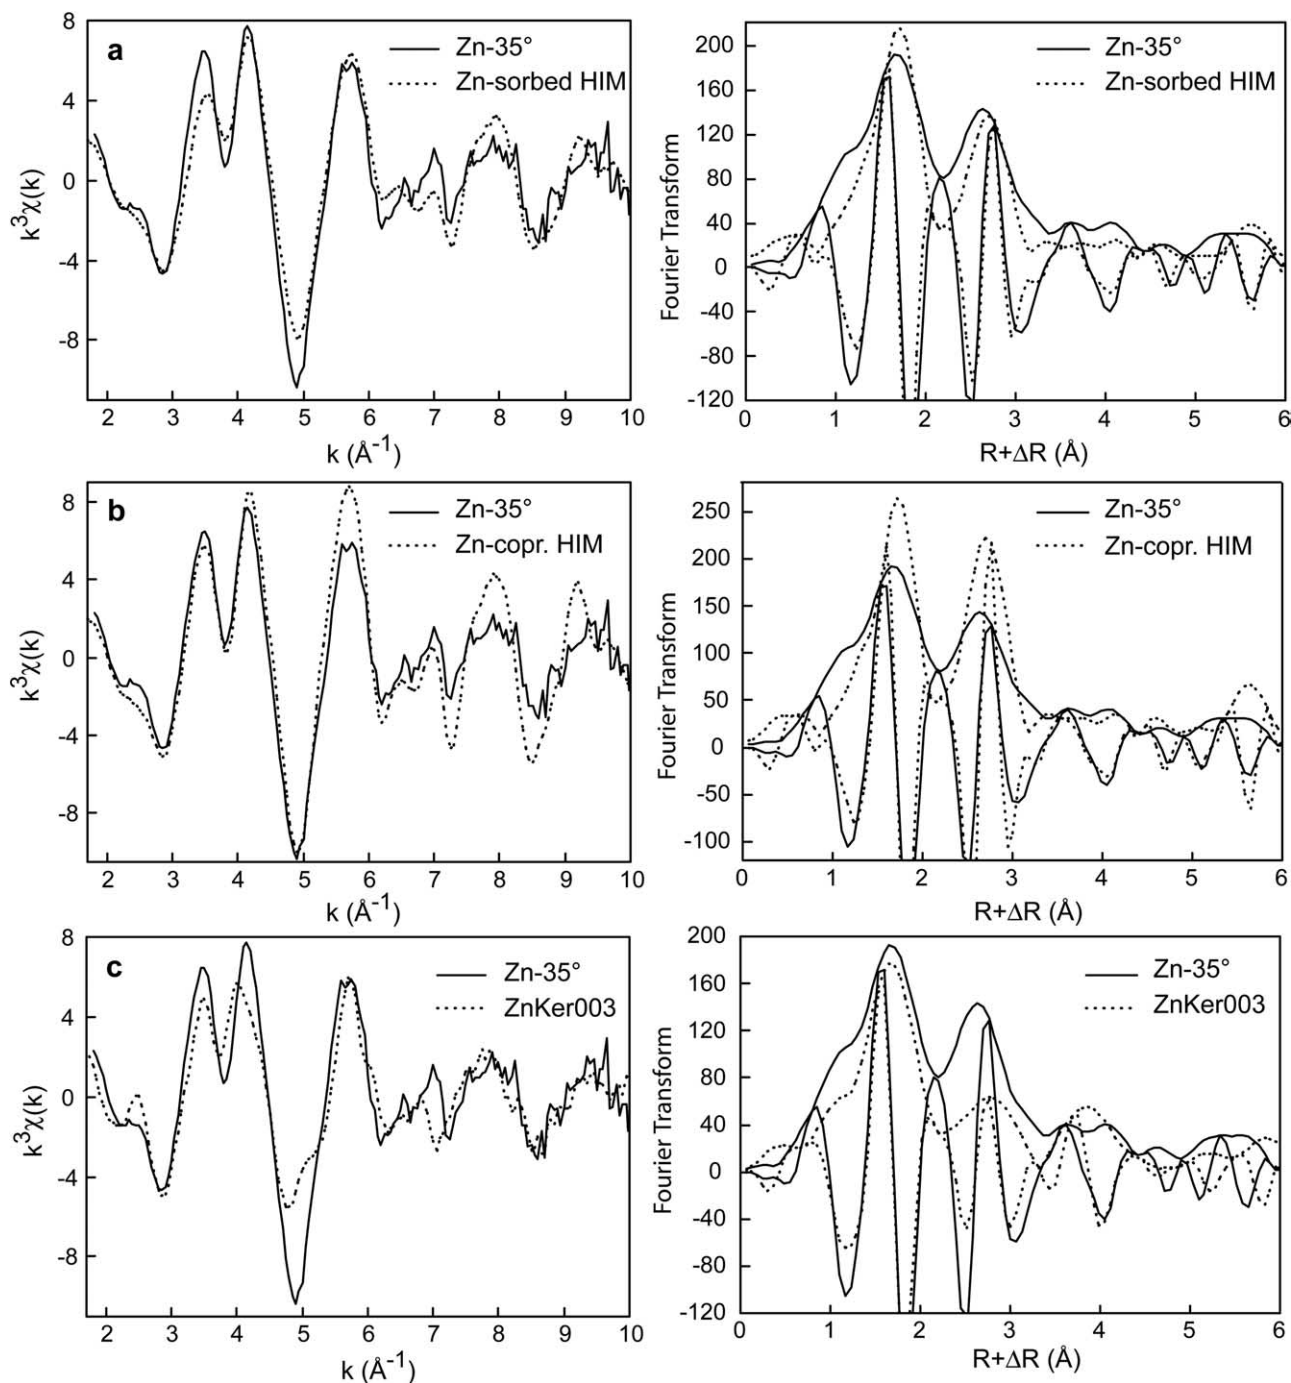 a
Zn-35°
Zn-sorbed HIM
8
4
0
-4
-8
k³χ(k)
2 3 4 5 6 7 8 9 10
k (Å⁻¹)
Zn-35°
Zn-sorbed HIM
200
160
120
80
40
0
-40
-80
-120
Fourier Transform
0 1 2 3 4 5 6
R+ΔR (Å)
b
Zn-35°
Zn-copr. HIM
8
4
0
-4
-8
k³χ(k)
2 3 4 5 6 7 8 9 10
k (Å⁻¹)
Zn-35°
Zn-copr. HIM
250
200
150
100
50
0
-50
-100
Fourier Transform
0 1 2 3 4 5 6
R+ΔR (Å)
c
Zn-35°
ZnKer003
8
4
0
-4
-8
k³χ(k)
2 3 4 5 6 7 8 9 10
k (Å⁻¹)
Zn-35°
ZnKer003
200
160
120
80
40
0
-40
-80
-120
Fourier Transform
0 1 2 3 4 5 6
R+ΔR (Å)